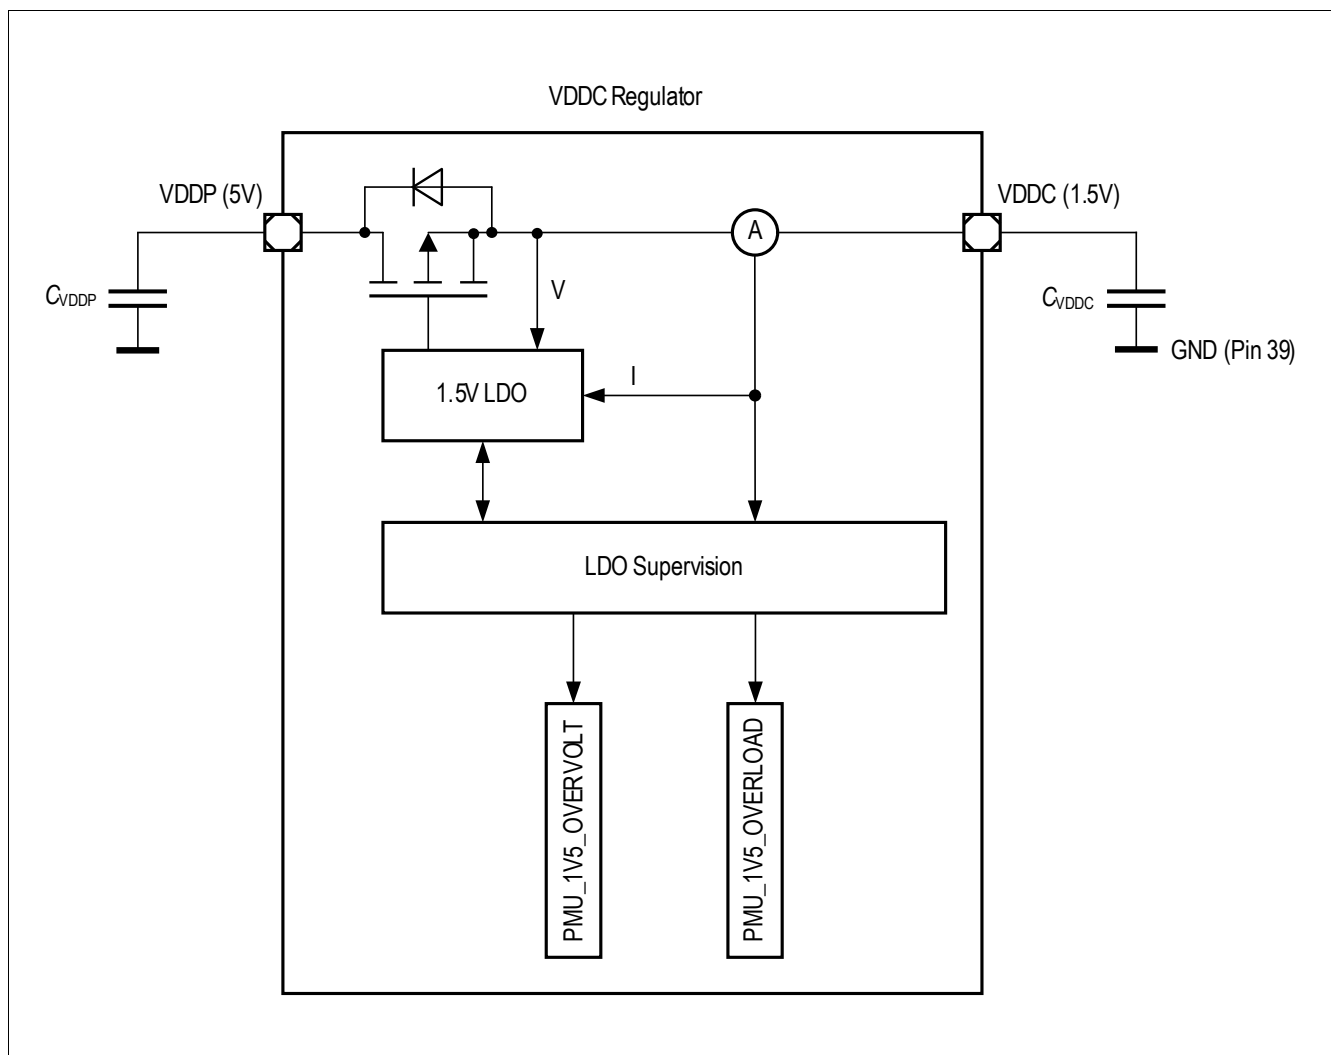 VDDC Regulator
VDDP (5V)
VDDC (1.5V)
A
CVDDP
V
CVDDC
GND (Pin 39)
I
1.5V LDO
LDO Supervision
PMU_1V5_OVERVOLT
PMU_1V5_OVERLOAD